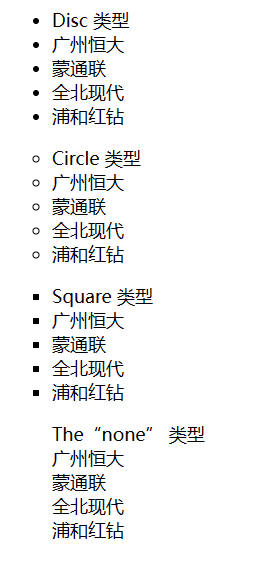 Disc 类型
广州恒大
蒙通联
全北现代
浦和红钻
Circle 类型
广州恒大
蒙通联
全北现代
浦和红钻
Square 类型
广州恒大
蒙通联
全北现代
浦和红钻
The“none” 类型
广州恒大
蒙通联
全北现代
浦和红钻